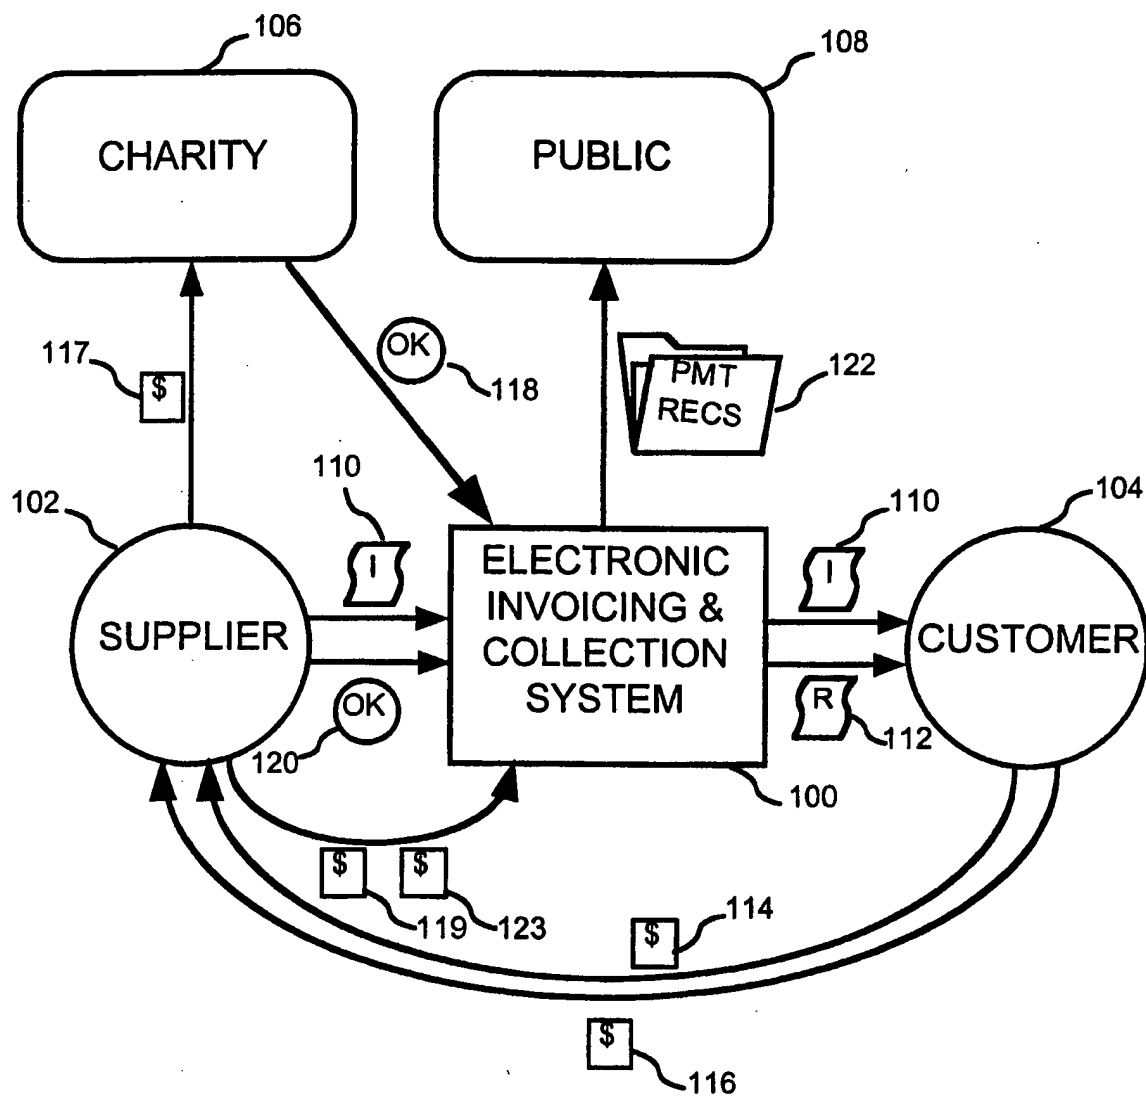 106
108
CHARITY
PUBLIC
117
$
OK
118
PMT
RECS
122
102
110
104
110
I
I
ELECTRONIC
INVOICING &
COLLECTION
SYSTEM
SUPPLIER
CUSTOMER
OK
R
120
112
100
$
$
119
123
114
$
$
116